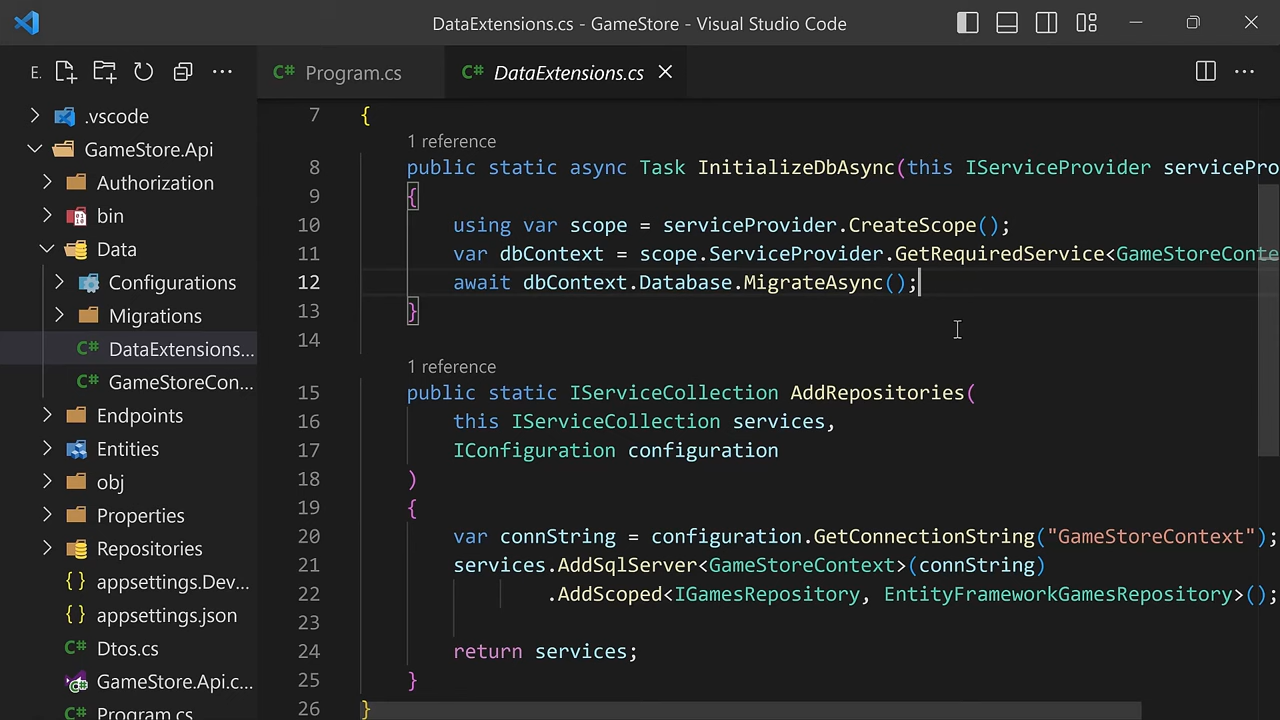 DataExtensions.cs - GameStore - Visual Studio Code
E.
Program.cs
DataExtensions.cs
.vscode
GameStore.Api
Authorization
bin
Data
Configurations
Migrations
DataExtensions...
GameStoreCon...
Endpoints
Entities
obj
Properties
Repositories
{} appsettings.Dev...
{} appsettings.json
C# Dtos.cs
GameStore.Api.c...
C# Program.cs
7 {
1 reference
8 public static async Task InitializeDbAsync(this IServiceProvider servicePro
9 {
10 using var scope = serviceProvider.CreateScope();
11 var dbContext = scope.ServiceProvider.GetRequiredService<GameStoreConte
12 await dbContext.Database.MigrateAsync();
13 }
14
1 reference
15 public static IServiceCollection AddRepositories(
16 this IServiceCollection services,
17 IConfiguration configuration
18 )
19 {
20 var connString = configuration.GetConnectionString("GameStoreContext");
21 services.AddSqlServer<GameStoreContext>(connString)
22 .AddScoped<IGamesRepository, EntityFrameworkGamesRepository>();
23
24 return services;
25 }
26 }